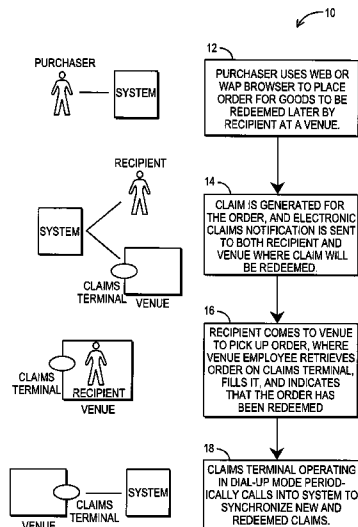 10
12
PURCHASER
SYSTEM
PURCHASER USES WEB OR
WAP BROWSER TO PLACE
ORDER FOR GOODS TO BE
REDEEMED LATER BY
RECIPIENT AT A VENUE.
RECIPIENT
SYSTEM
CLAIMS
TERMINAL
VENUE
14
CLAIM IS GENERATED FOR
THE ORDER, AND ELECTRONIC
CLAIMS NOTIFICATION IS SENT
TO BOTH RECIPIENT AND
VENUE WHERE CLAIM WILL
BE REDEEMED.
CLAIMS
TERMINAL
RECIPIENT
VENUE
16
RECIPIENT COMES TO VENUE
TO PICK UP ORDER, WHERE
VENUE EMPLOYEE RETRIEVES
ORDER ON CLAIMS TERMINAL,
FILLS IT, AND INDICATES
THAT THE ORDER HAS
BEEN REDEEMED
VENUE
CLAIMS
TERMINAL
SYSTEM
18
CLAIMS TERMINAL OPERATING
IN DIAL-UP MODE PERIOD-
ICALLY CALLS INTO SYSTEM TO
SYNCHRONIZE NEW AND
REDEEMED CLAIMS.